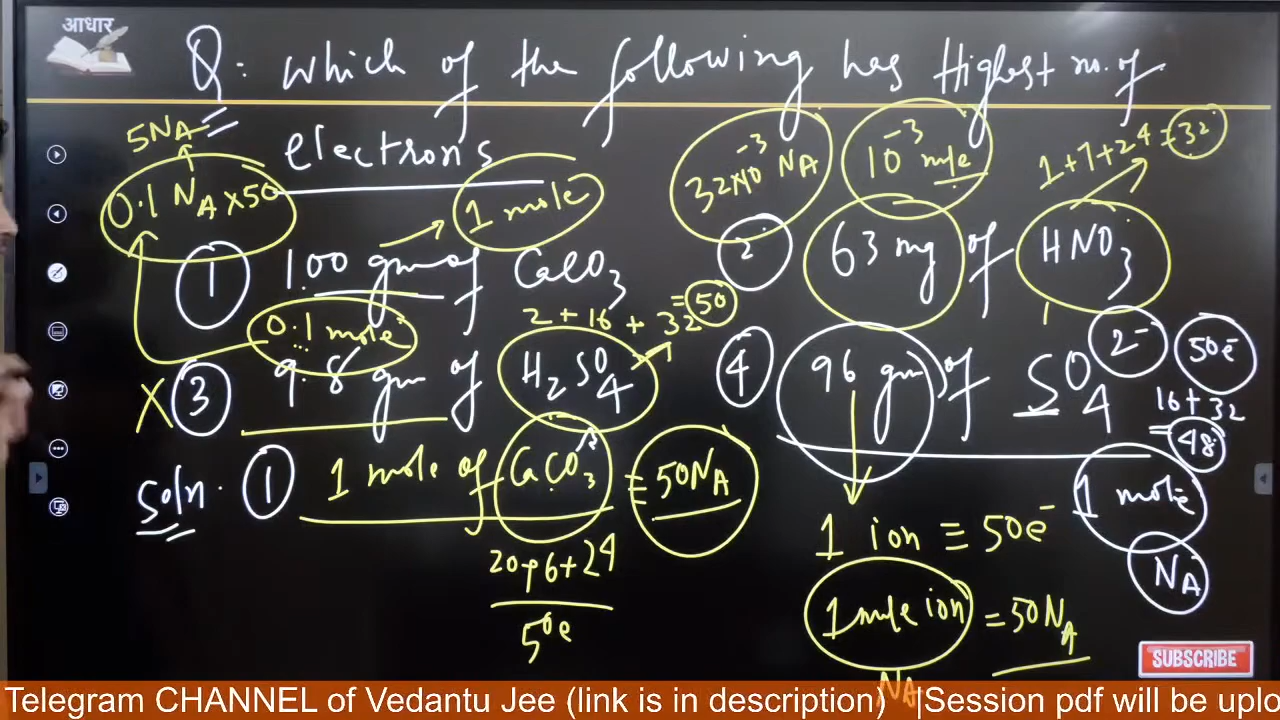 आधार
Q: which of the following has Highest no. of
electrons
5NA
0.1 NA x 50
1 mole
32x10⁻³ NA
10⁻³ mole
1+7+24 = 32
① 100 gm of CaCO₃
② 63 mg of HNO₃
0.1 mole
2 + 16 + 32 = 50
X ③ 9.8 gm of H₂SO₄
④ 96 gm of SO₄²⁻
50e⁻
16 + 32
= 48
Soln. ① 1 mole of CaCO₃ ≡ 50NA
20+6+24
50e
1 mole
NA
1 ion ≡ 50e⁻
1 mole ion = 50NA
NA
SUBSCRIBE
Telegram CHANNEL of Vedantu Jee (link is in description) |Session pdf will be uplo